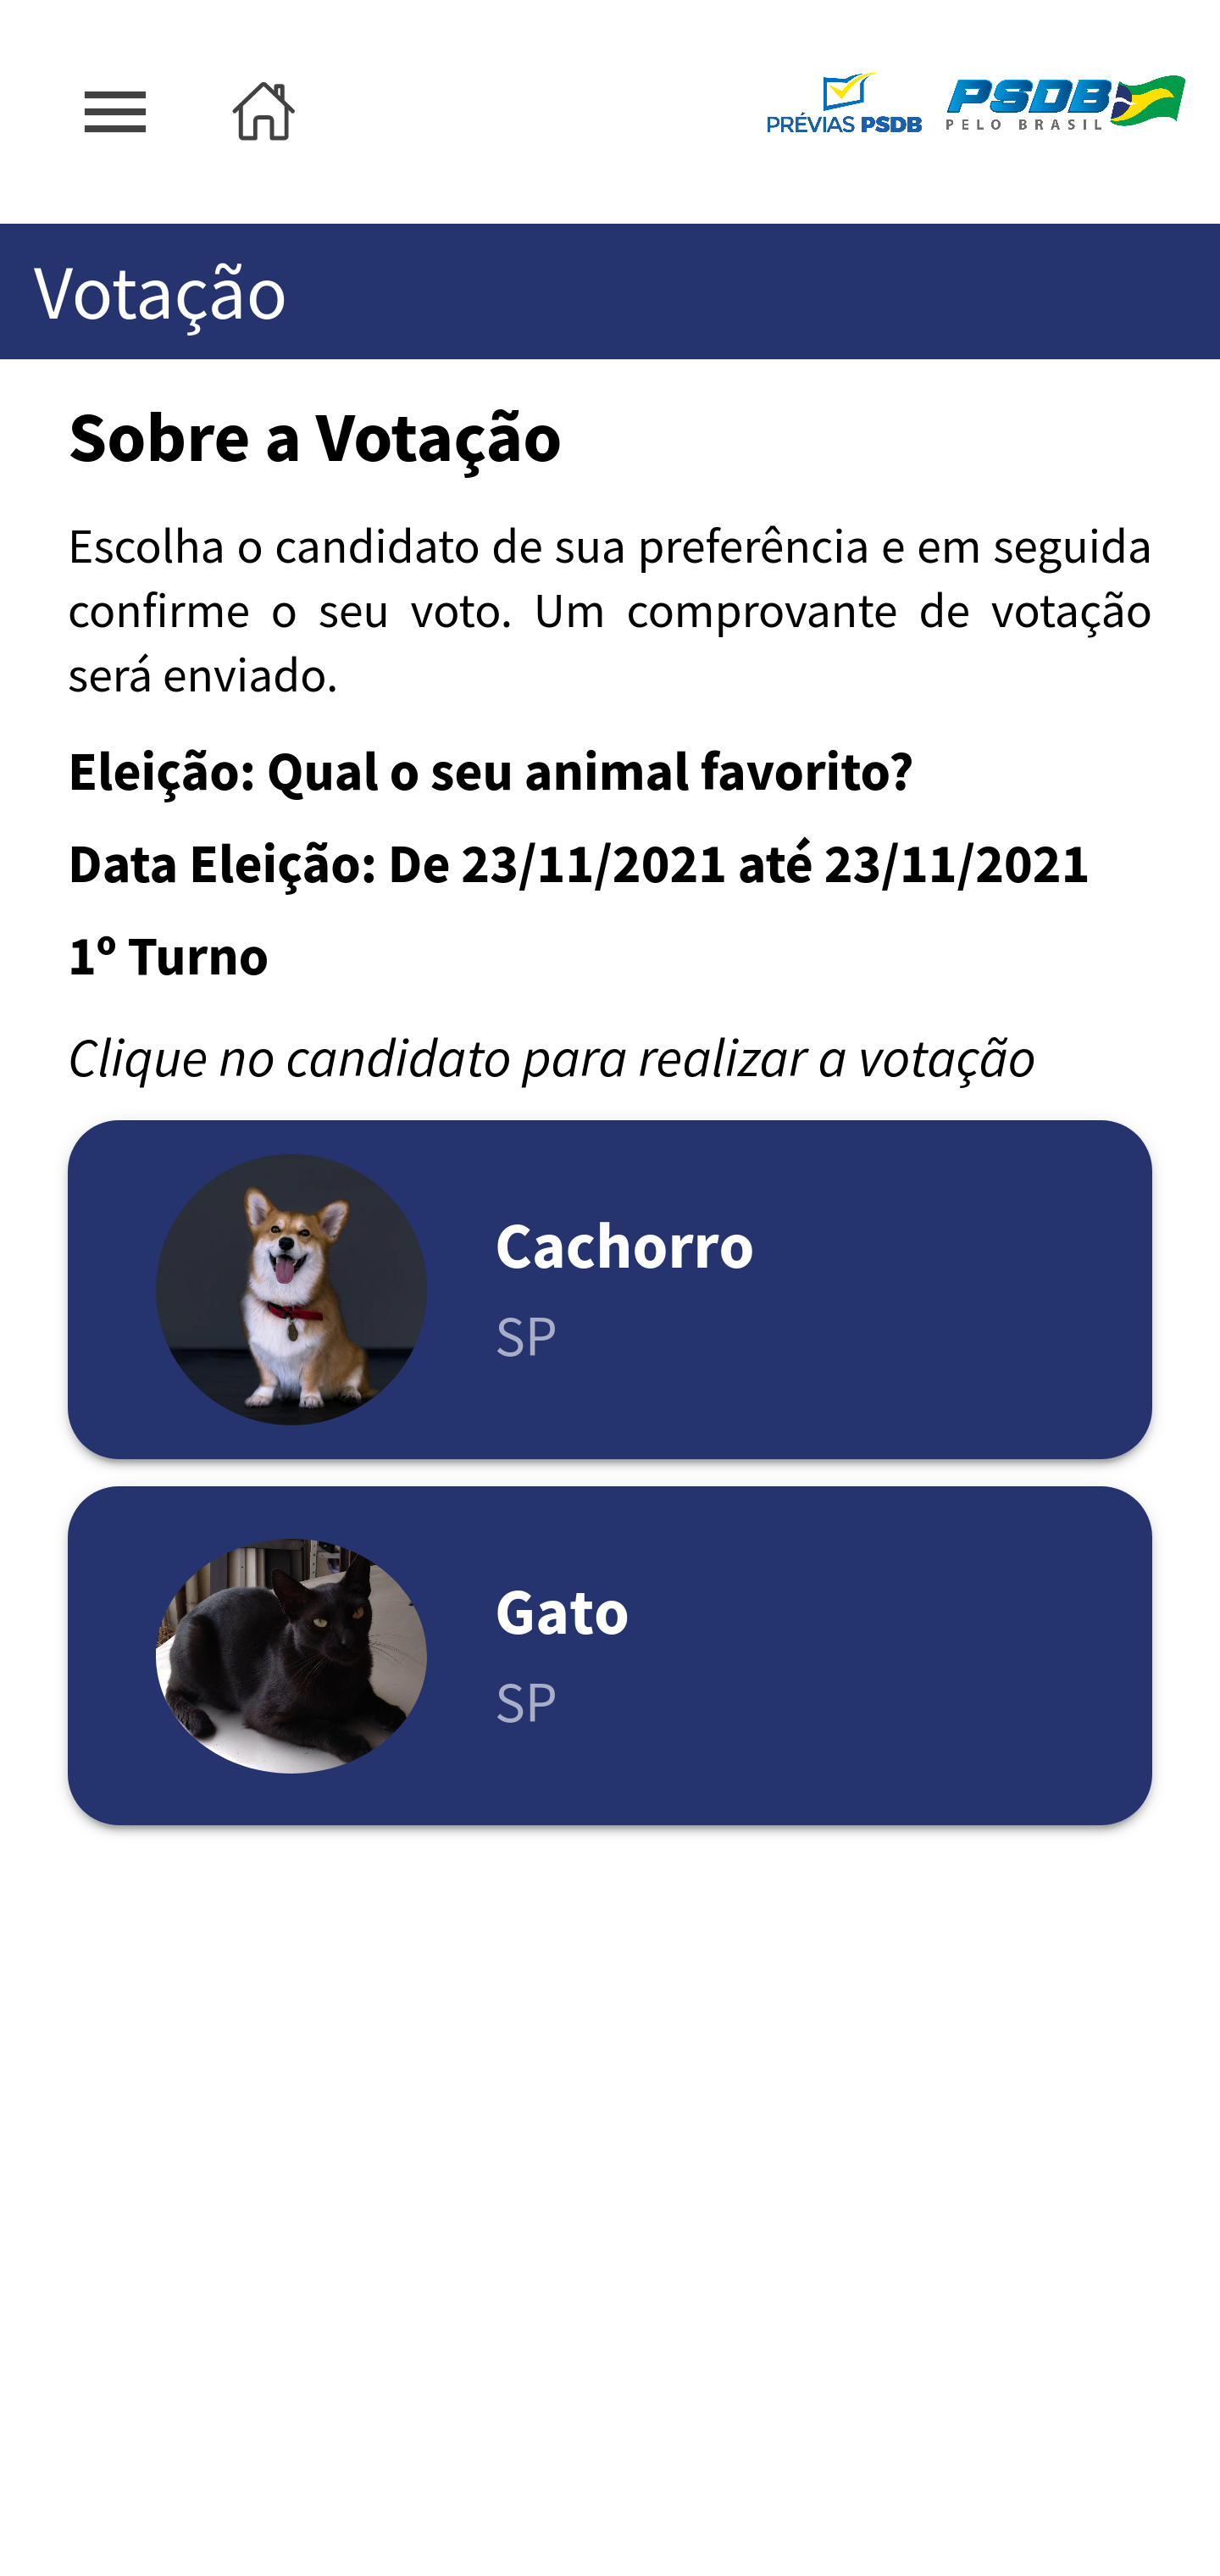 PRÉVIAS PSDB
PSDB
PELO BRASIL
Votação
Sobre a Votação
Escolha o candidato de sua preferência e em seguida
confirme o seu voto. Um comprovante de votação
será enviado.
Eleição: Qual o seu animal favorito?
Data Eleição: De 23/11/2021 até 23/11/2021
1º Turno
Clique no candidato para realizar a votação
Cachorro
SP
Gato
SP